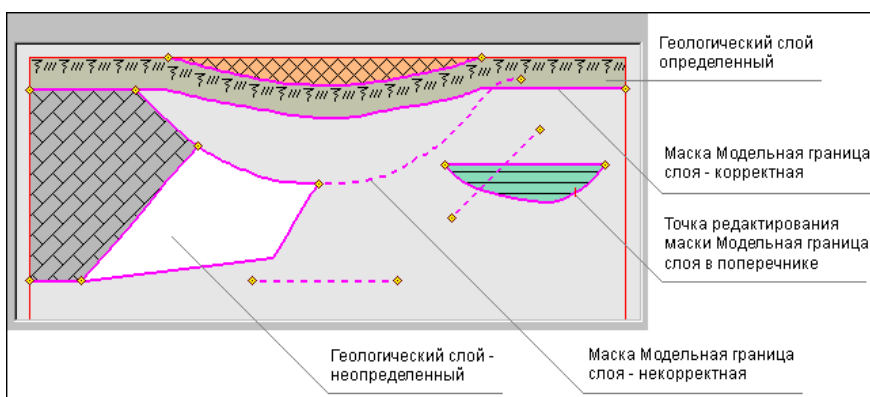 Геологический слой
определенный
Маска Модельная граница
слоя - корректная
Точка редактирования
маски Модельная граница
слоя в поперечнике
Геологический слой -
неопределенный
Маска Модельная граница
слоя - некорректная